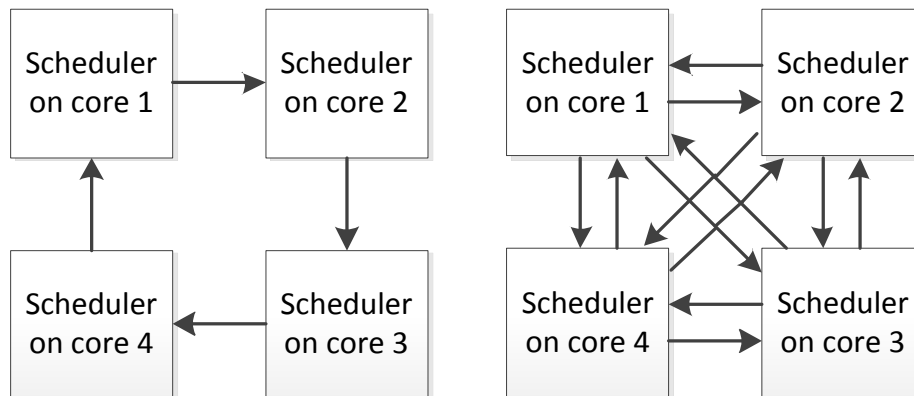 Scheduler
on core 1
Scheduler
on core 2
Scheduler
on core 4
Scheduler
on core 3
Scheduler
on core 1
Scheduler
on core 2
Scheduler
on core 4
Scheduler
on core 3